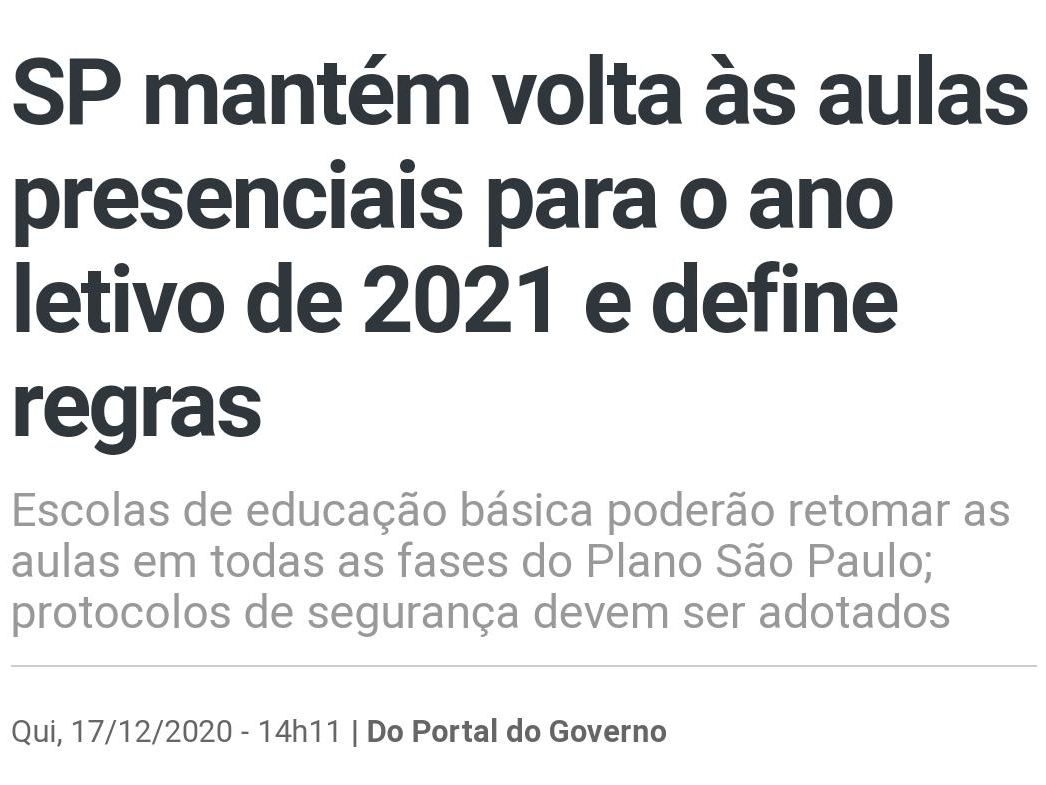 SP mantém volta às aulas
presenciais para o ano
letivo de 2021 e define
regras
Escolas de educação básica poderão retomar as
aulas em todas as fases do Plano São Paulo;
protocolos de segurança devem ser adotados
Qui, 17/12/2020 - 14h11 | Do Portal do Governo